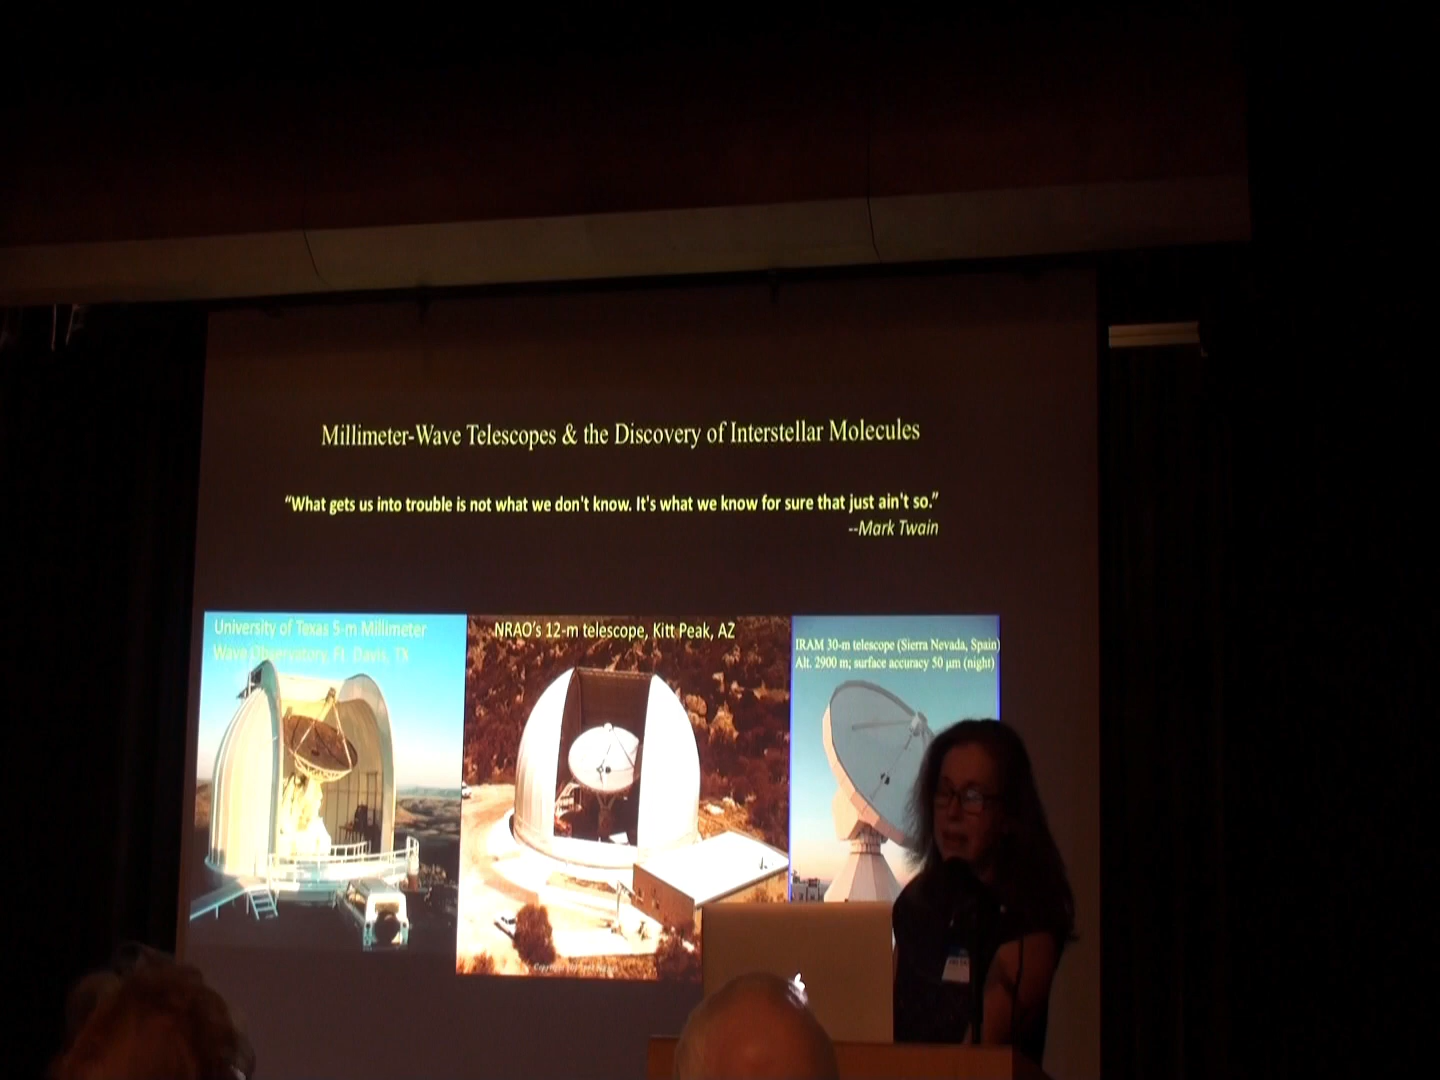 Millimeter-Wave Telescopes & the Discovery of Interstellar Molecules
“What gets us into trouble is not what we don't know. It's what we know for sure that just ain't so.”
--Mark Twain
University of Texas 5-m Millimeter
Wave Observatory, Ft. Davis, TX
NRAO's 12-m telescope, Kitt Peak, AZ
IRAM 30-m telescope (Sierra Nevada, Spain)
Alt. 2900 m; surface accuracy 50 μm (night)